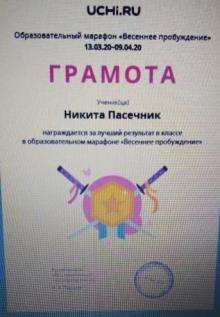 UCHi.RU
Образовательный марафон «Весеннее пробуждение»
13.03.20-09.04.20
ГРАМОТА
Ученик(ца)
Никита Пасечник
награждается за лучший результат в классе
в образовательном марафоне «Весеннее пробуждение»